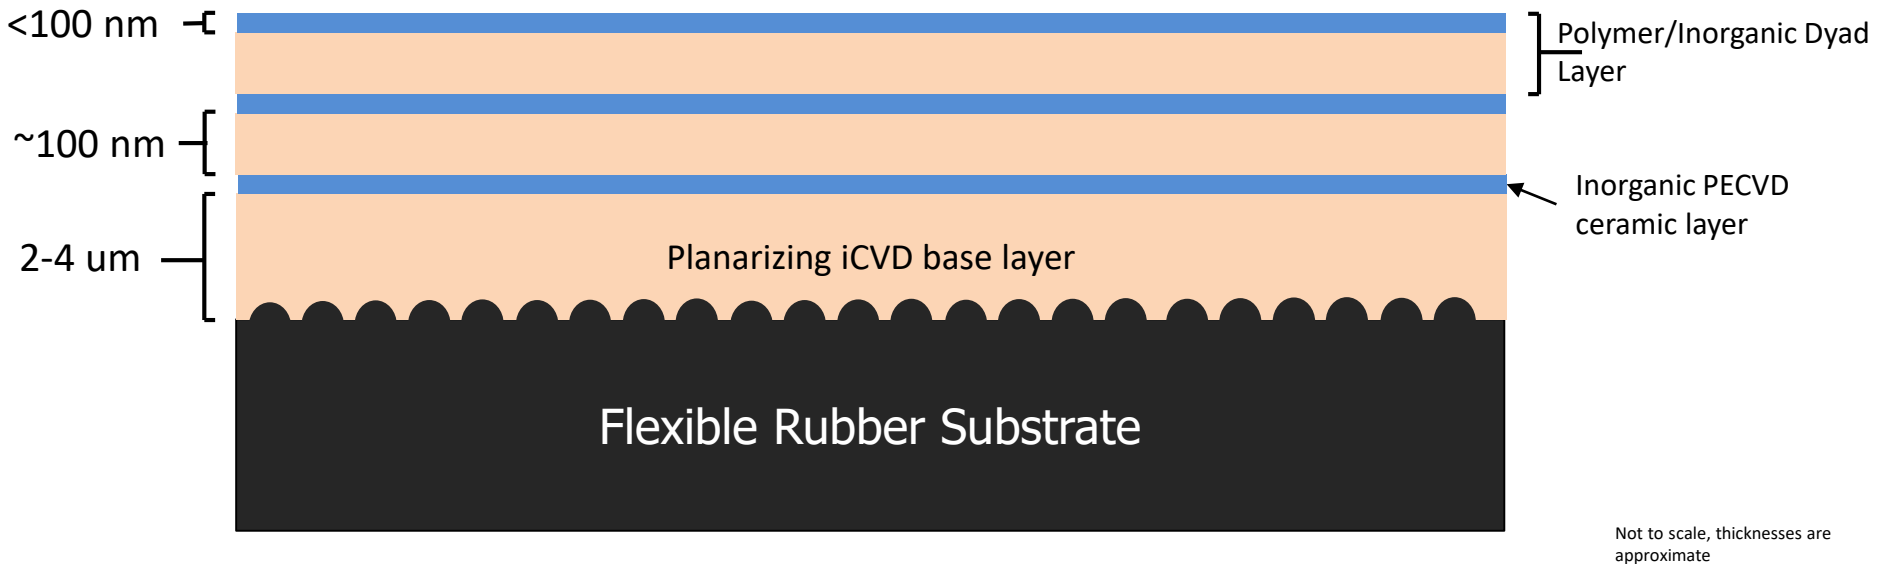 <100 nm
Polymer/Inorganic Dyad
Layer
~100 nm
Inorganic PECVD
ceramic layer
2-4 um
Planarizing iCVD base layer
Flexible Rubber Substrate
Not to scale, thicknesses are
approximate